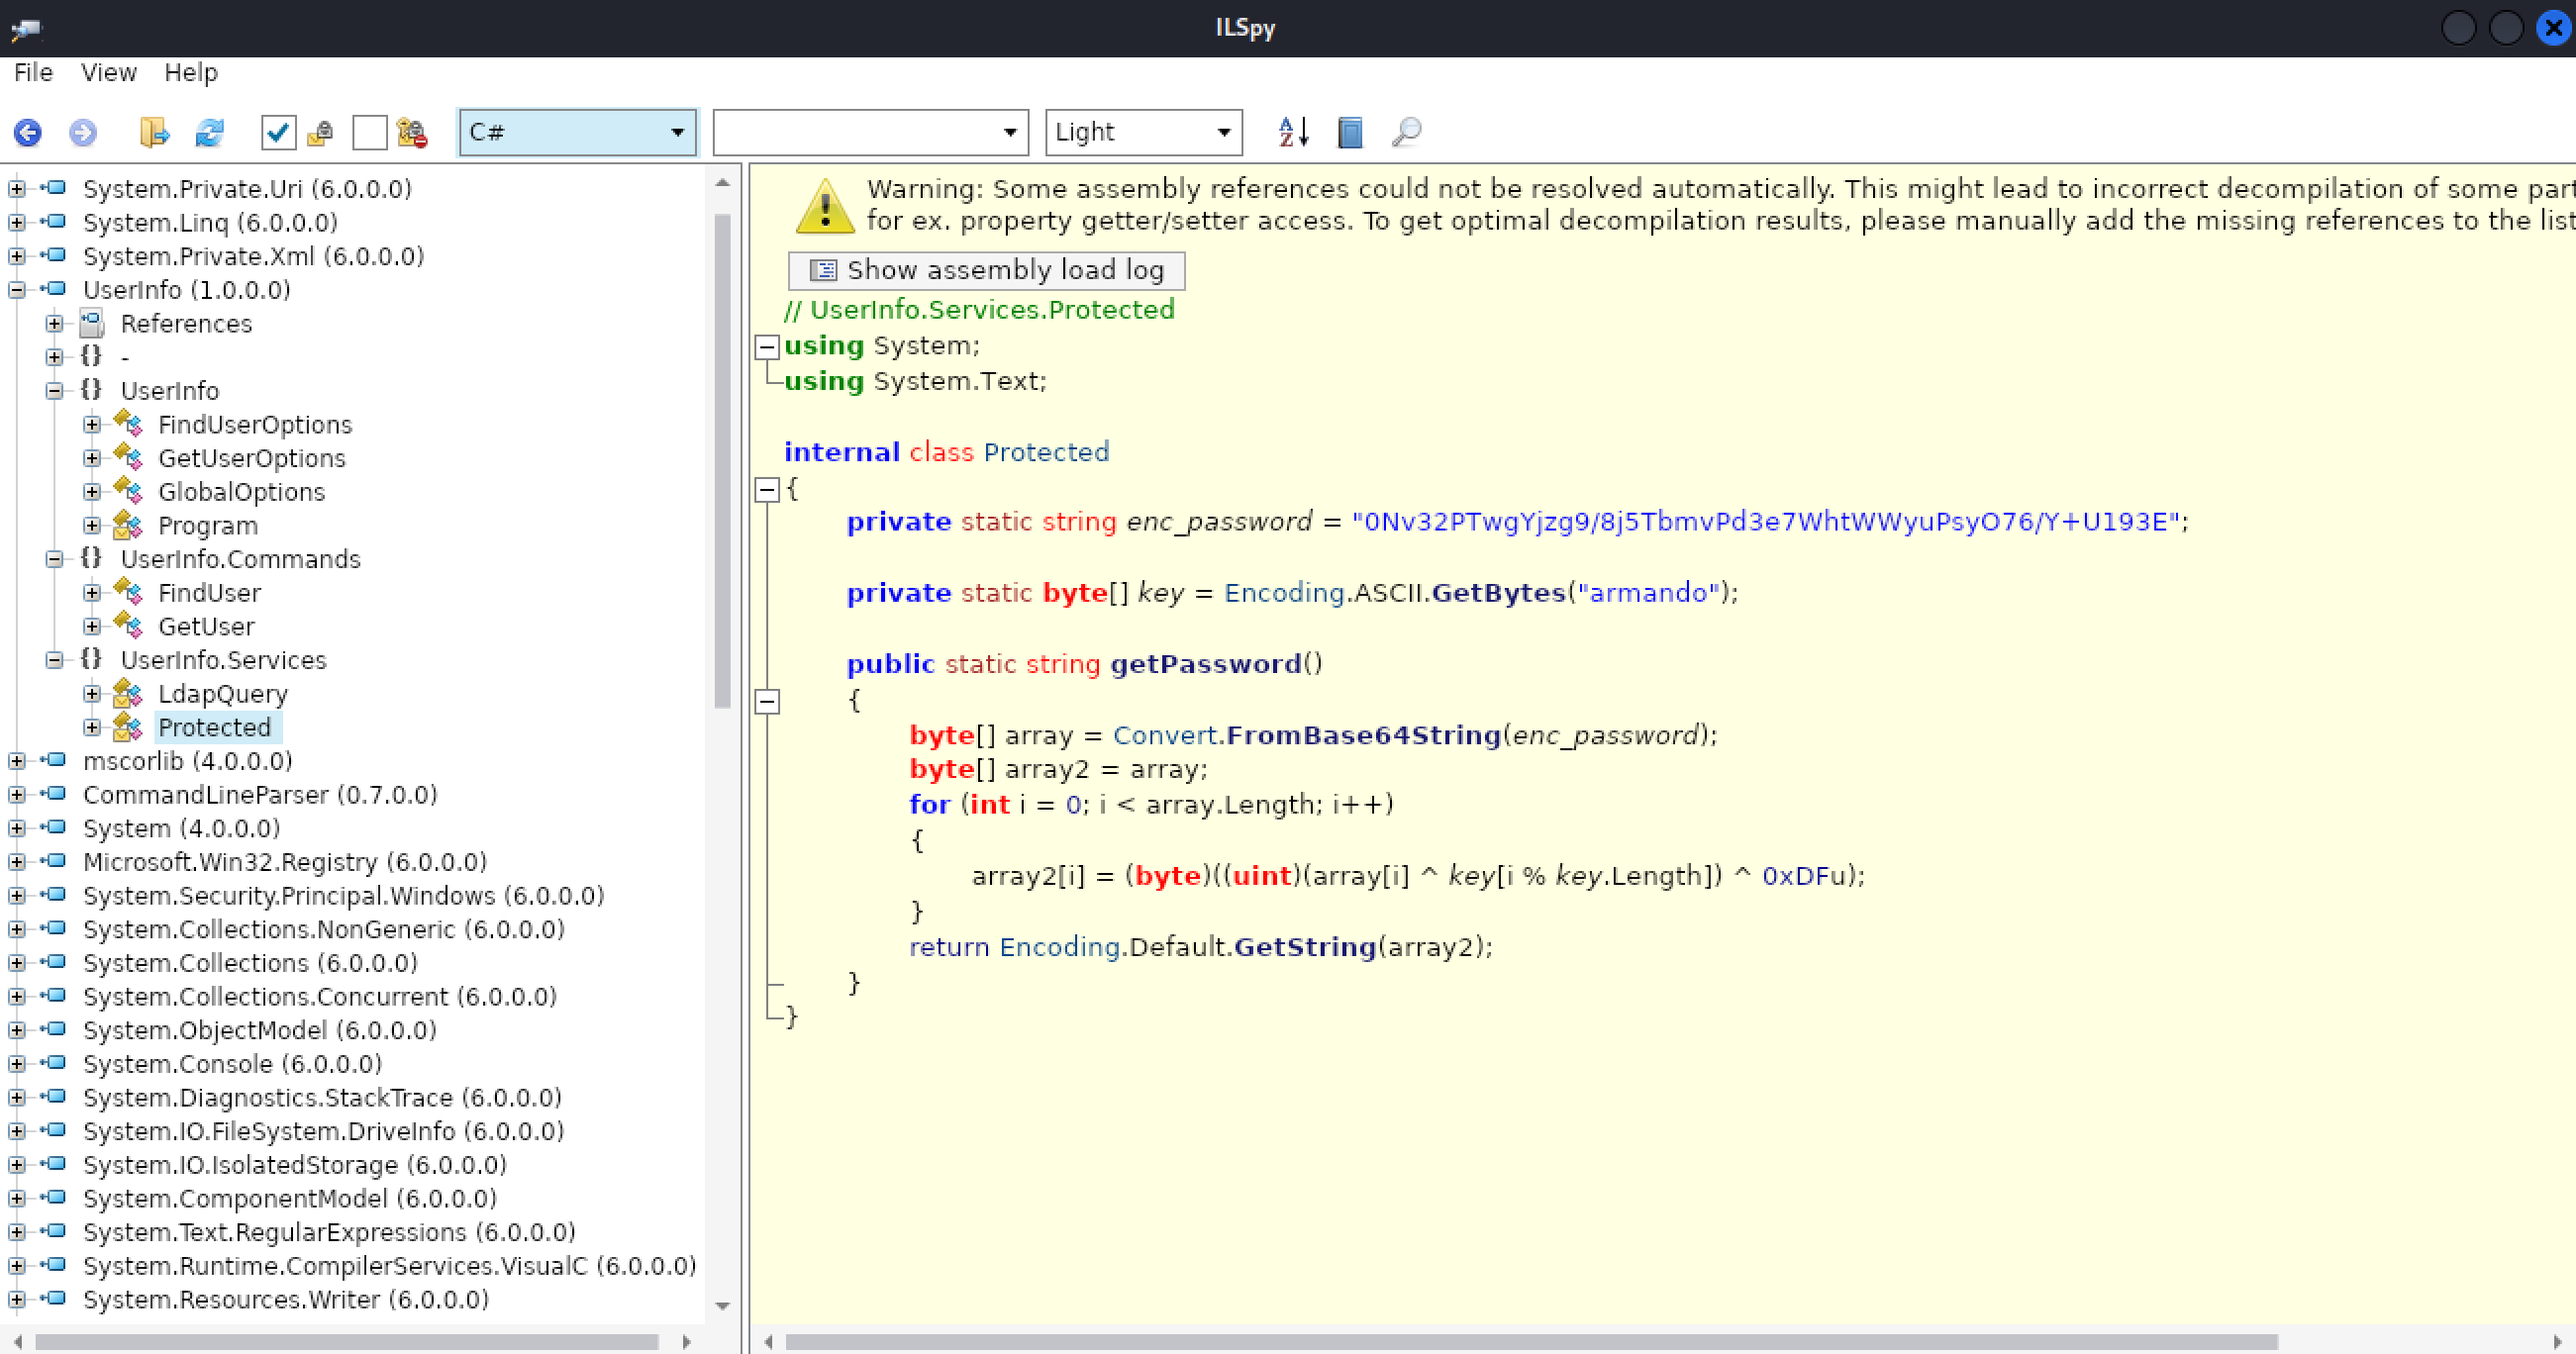 ILSpy
File View Help
C#
Light
System.Private.Uri (6.0.0.0)
System.Linq (6.0.0.0)
System.Private.Xml (6.0.0.0)
UserInfo (1.0.0.0)
References
{} -
{} UserInfo
FindUserOptions
GetUserOptions
GlobalOptions
Program
{} UserInfo.Commands
FindUser
GetUser
{} UserInfo.Services
LdapQuery
Protected
mscorlib (4.0.0.0)
CommandLineParser (0.7.0.0)
System (4.0.0.0)
Microsoft.Win32.Registry (6.0.0.0)
System.Security.Principal.Windows (6.0.0.0)
System.Collections.NonGeneric (6.0.0.0)
System.Collections (6.0.0.0)
System.Collections.Concurrent (6.0.0.0)
System.ObjectModel (6.0.0.0)
System.Console (6.0.0.0)
System.Diagnostics.StackTrace (6.0.0.0)
System.IO.FileSystem.DriveInfo (6.0.0.0)
System.IO.IsolatedStorage (6.0.0.0)
System.ComponentModel (6.0.0.0)
System.Text.RegularExpressions (6.0.0.0)
System.Runtime.CompilerServices.VisualC (6.0.0.0)
System.Resources.Writer (6.0.0.0)
Warning: Some assembly references could not be resolved automatically. This might lead to incorrect decompilation of some part
for ex. property getter/setter access. To get optimal decompilation results, please manually add the missing references to the list
Show assembly load log
// UserInfo.Services.Protected
using System;
using System.Text;
internal class Protected
{
private static string enc_password = "0Nv32PTwgYjzg9/8j5TbmvPd3e7WhtWWyuPsyO76/Y+U193E";
private static byte[] key = Encoding.ASCII.GetBytes("armando");
public static string getPassword()
{
byte[] array = Convert.FromBase64String(enc_password);
byte[] array2 = array;
for (int i = 0; i < array.Length; i++)
{
array2[i] = (byte)((uint)(array[i] ^ key[i % key.Length]) ^ 0xDFu);
}
return Encoding.Default.GetString(array2);
}
}